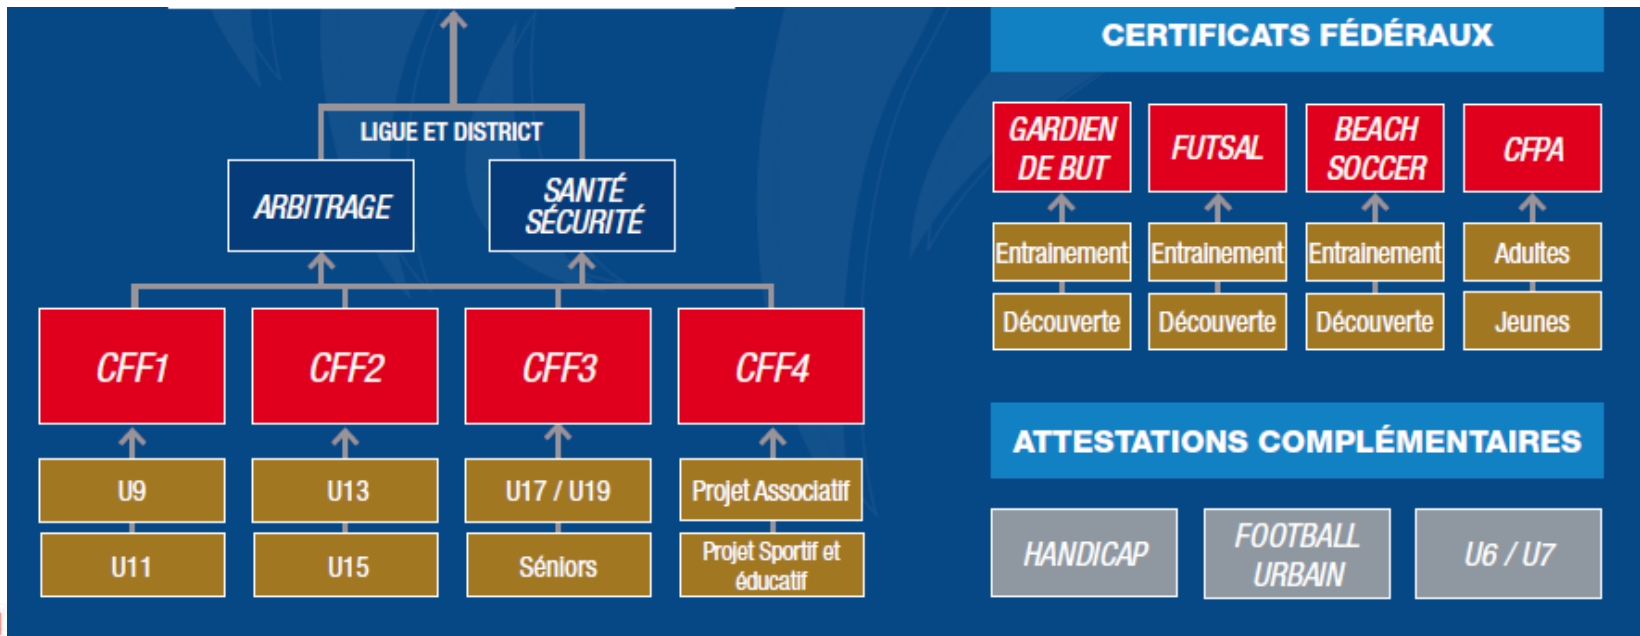 LIGUE ET DISTRICT
ARBITRAGE
SANTÉ
SÉCURITÉ
CFF1
CFF2
CFF3
CFF4
U9
U13
U17 / U19
Projet Associatif
U11
U15
Séniors
Projet Sportif et
éducatif
CERTIFICATS FÉDÉRAUX
GARDIEN
DE BUT
FUTSAL
BEACH
SOCCER
CFPA
Entrainement
Entrainement
Entrainement
Adultes
Découverte
Découverte
Découverte
Jeunes
ATTESTATIONS COMPLÉMENTAIRES
HANDICAP
FOOTBALL
URBAIN
U6 / U7